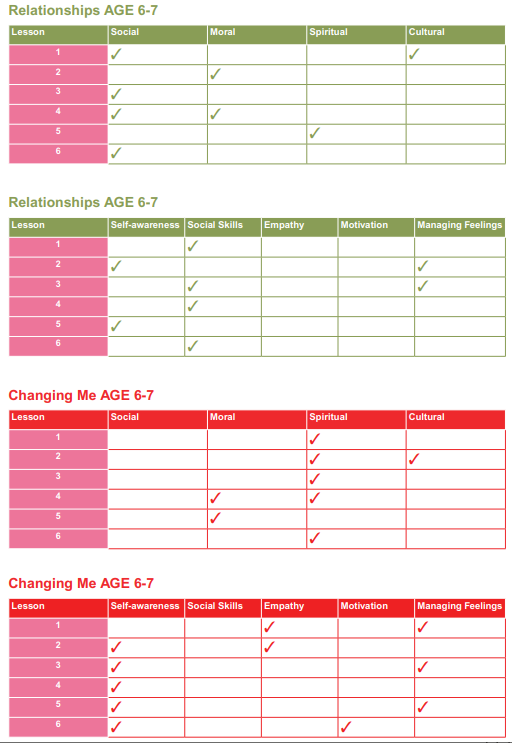 Relationships AGE 6-7
Lesson Social Moral Spiritual Cultural
1 ✓ ✓
2 ✓
3 ✓
4 ✓ ✓
5 ✓
6 ✓
Relationships AGE 6-7
Lesson Self-awareness Social Skills Empathy Motivation Managing Feelings
1 ✓
2 ✓ ✓
3 ✓ ✓
4 ✓
5 ✓
6 ✓
Changing Me AGE 6-7
Lesson Social Moral Spiritual Cultural
1 ✓
2 ✓ ✓
3 ✓
4 ✓ ✓
5 ✓
6 ✓
Changing Me AGE 6-7
Lesson Self-awareness Social Skills Empathy Motivation Managing Feelings
1 ✓ ✓
2 ✓ ✓
3 ✓ ✓
4 ✓
5 ✓ ✓
6 ✓ ✓